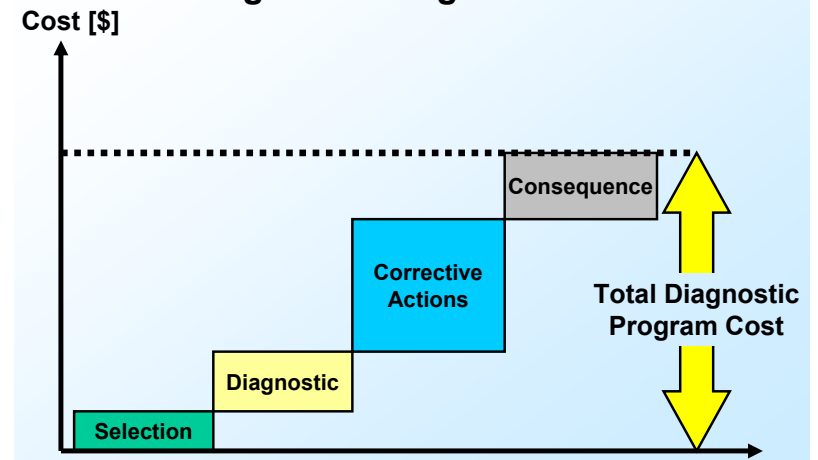 Cost [$]
Consequence
Corrective
Actions
Total Diagnostic
Program Cost
Diagnostic
Selection